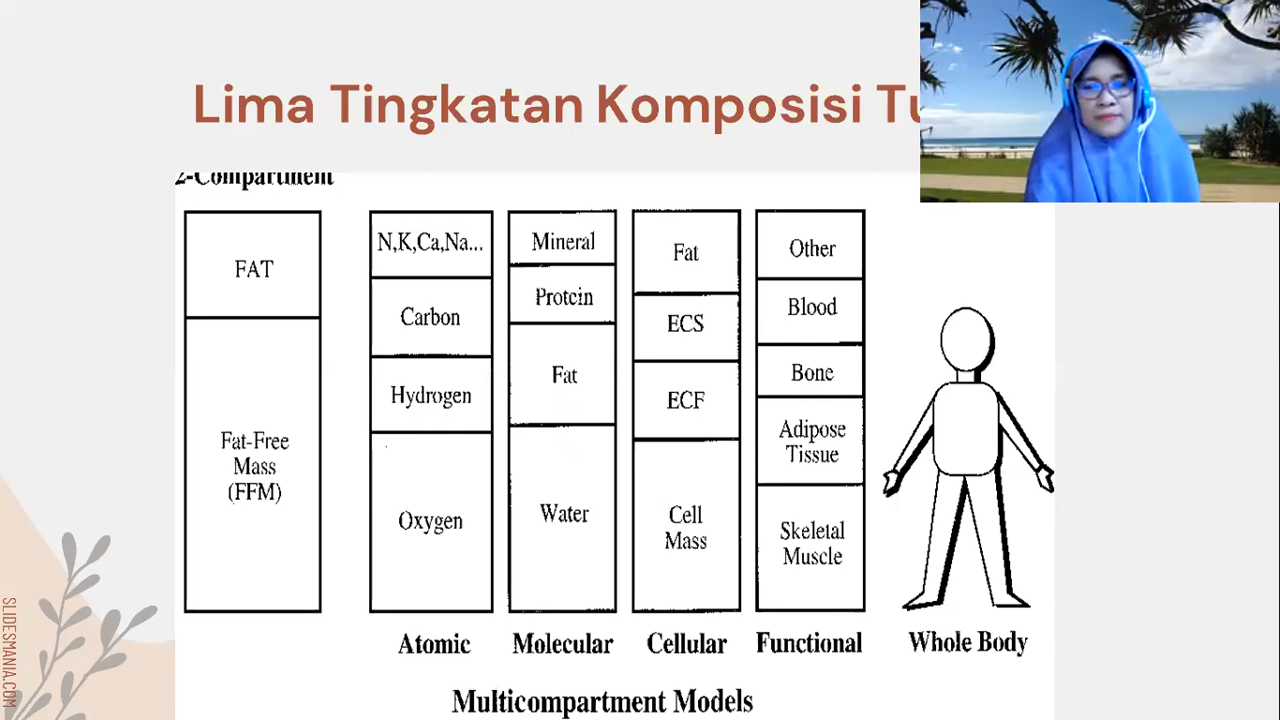 Lima Tingkatan Komposisi
2-Compartment
FAT
Fat-Free
Mass
(FFM)
N,K,Ca,Na...
Carbon
Hydrogen
Oxygen
Atomic
Mineral
Protein
Fat
Water
Molecular
Fat
ECS
ECF
Cell
Mass
Cellular
Other
Blood
Bone
Adipose
Tissue
Skeletal
Muscle
Functional
Whole Body
Multicompartment Models
SLIDESMANIA.COM